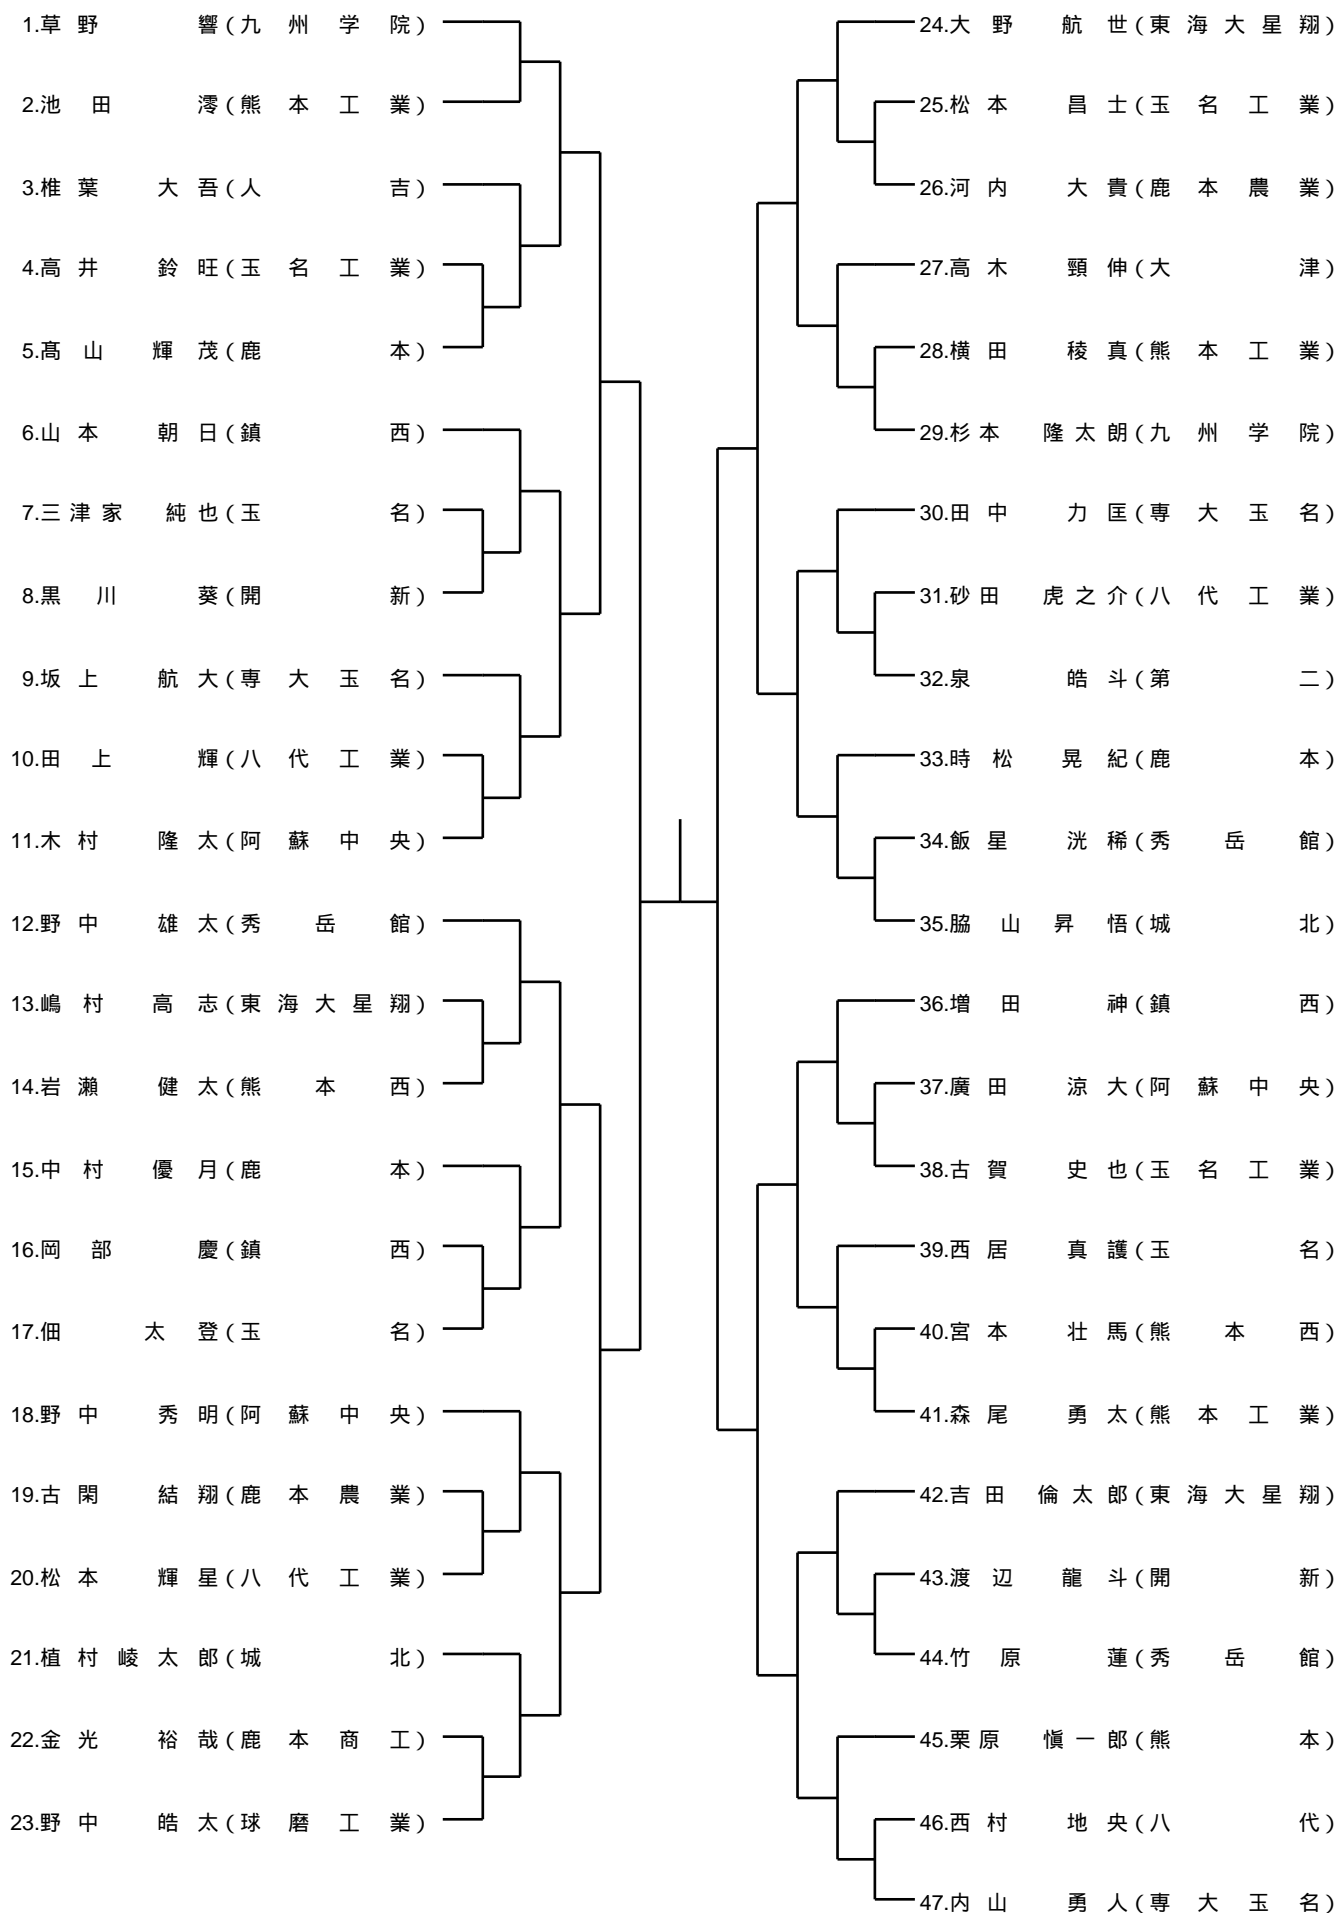 1.草野 響(九州学院)
2.池田 澪(熊本工業)
3.椎葉 大吾(人吉)
4.高井 鈴旺(玉名工業)
5.髙山 輝茂(鹿本)
6.山本 朝日(鎮西)
7.三津家 純也(玉名)
8.黒川 葵(開新)
9.坂上 航大(専大玉名)
10.田上 輝(八代工業)
11.木村 隆太(阿蘇中央)
12.野中 雄太(秀岳館)
13.嶋村 高志(東海大星翔)
14.岩瀬 健太(熊本西)
15.中村 優月(鹿本)
16.岡部 慶(鎮西)
17.佃 太登(玉名)
18.野中 秀明(阿蘇中央)
19.古閑 結翔(鹿本農業)
20.松本 輝星(八代工業)
21.植村崚太郎(城北)
22.金光 裕哉(鹿本商工)
23.野中 皓太(球磨工業)
24.大野 航世(東海大星翔)
25.松本 昌士(玉名工業)
26.河内 大貴(鹿本農業)
27.高木 顕伸(大津)
28.横田 稜真(熊本工業)
29.杉本 隆太朗(九州学院)
30.田中 力匡(専大玉名)
31.砂田 虎之介(八代工業)
32.泉 皓斗(第二)
33.時松 晃紀(鹿本)
34.飯星 洸稀(秀岳館)
35.脇山 昇悟(城北)
36.増田 神(鎮西)
37.廣田 涼大(阿蘇中央)
38.古賀 史也(玉名工業)
39.西居 真護(玉名)
40.宮本 壮馬(熊本西)
41.森尾 勇太(熊本工業)
42.吉田 倫太郎(東海大星翔)
43.渡辺 龍斗(開新)
44.竹原 蓮(秀岳館)
45.栗原 愼一郎(熊本)
46.西村 地央(八代)
47.内山 勇人(専大玉名)